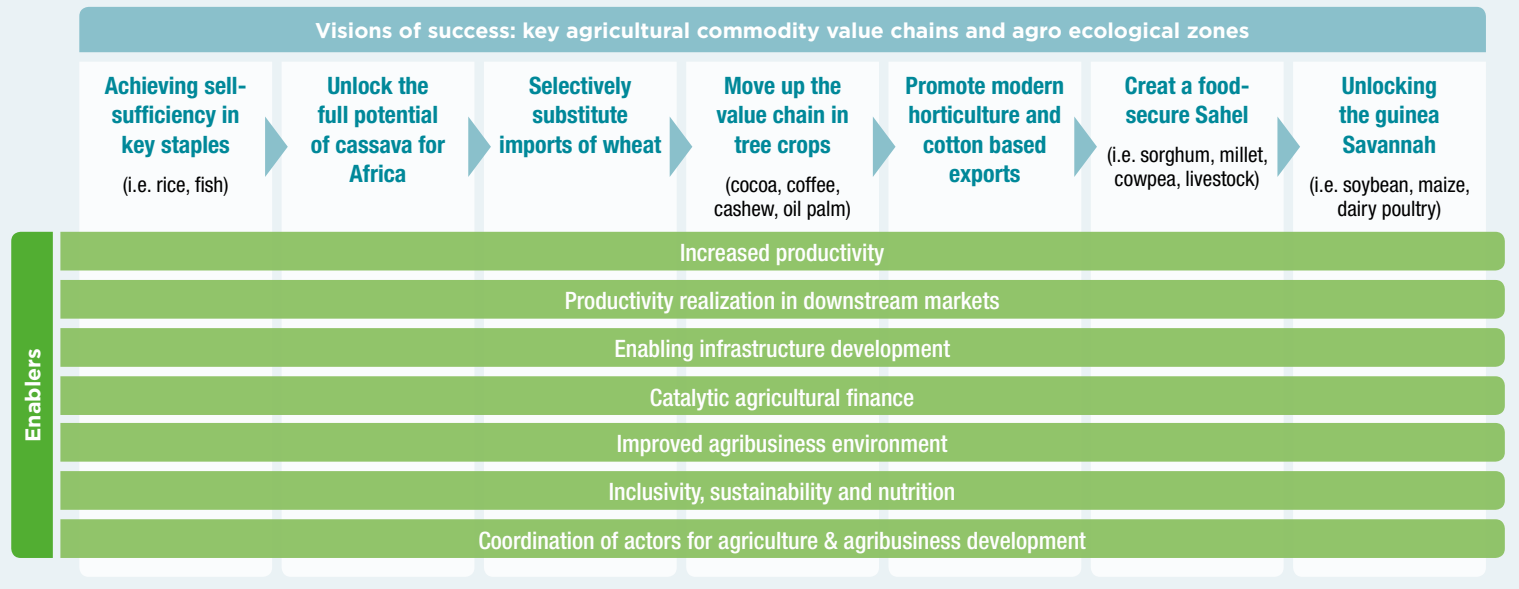 Visions of success: key agricultural commodity value chains and agro ecological zones
Achieving sell-
sufficiency in
key staples
(i.e. rice, fish)
Unlock the
full potential
of cassava for
Africa
Selectively
substitute
imports of wheat
Move up the
value chain in
tree crops
(cocoa, coffee,
cashew, oil palm)
Promote modern
horticulture and
cotton based
exports
Creat a food-
secure Sahel
(i.e. sorghum, millet,
cowpea, livestock)
Unlocking
the guinea
Savannah
(i.e. soybean, maize,
dairy poultry)
Enablers
Increased productivity
Productivity realization in downstream markets
Enabling infrastructure development
Catalytic agricultural finance
Improved agribusiness environment
Inclusivity, sustainability and nutrition
Coordination of actors for agriculture & agribusiness development